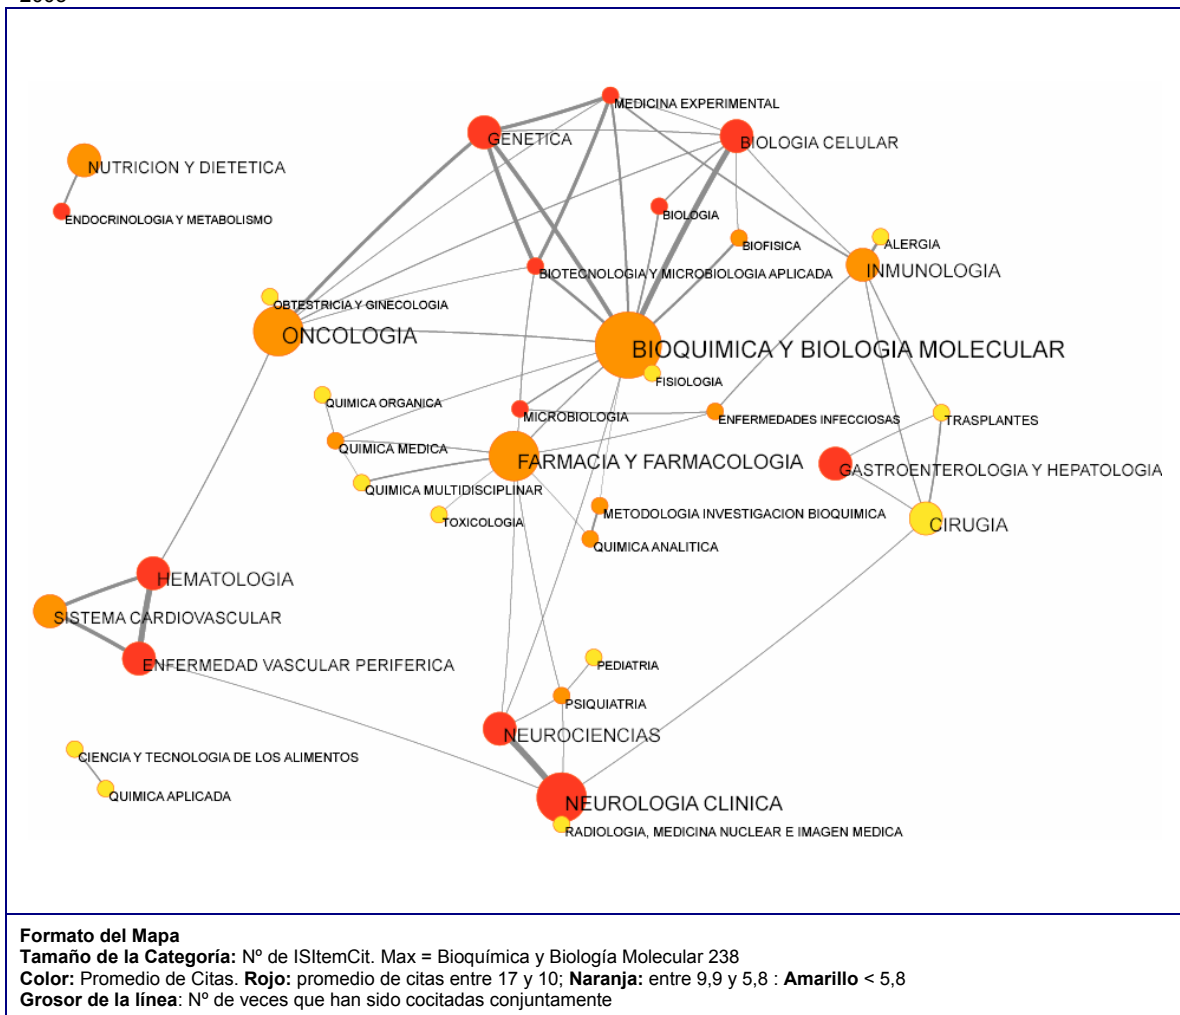 MEDICINA EXPERIMENTAL
GENETICA
BIOLOGIA CELULAR
NUTRICION Y DIETETICA
ENDOCRINOLOGIA Y METABOLISMO
BIOLOGIA
BIOFISICA
ALERGIA
BIOTECNOLOGIA Y MICROBIOLOGIA APLICADA
INMUNOLOGIA
OBTESTRICIA Y GINECOLOGIA
ONCOLOGIA
BIOQUIMICA Y BIOLOGIA MOLECULAR
FISIOLOGIA
QUIMICA ORGANICA
MICROBIOLOGIA
ENFERMEDADES INFECCIOSAS
TRASPLANTES
QUIMICA MEDICA
FARMACIA Y FARMACOLOGIA
GASTROENTEROLOGIA Y HEPATOLOGIA
QUIMICA MULTIDISCIPLINAR
TOXICOLOGIA
METODOLOGIA INVESTIGACION BIOQUIMICA
CIRUGIA
QUIMICA ANALITICA
HEMATOLOGIA
SISTEMA CARDIOVASCULAR
ENFERMEDAD VASCULAR PERIFERICA
PEDIATRIA
PSIQUIATRIA
NEUROCIENCIAS
CIENCIA Y TECNOLOGIA DE LOS ALIMENTOS
QUIMICA APLICADA
NEUROLOGIA CLINICA
RADIOLOGIA, MEDICINA NUCLEAR E IMAGEN MEDICA
Formato del Mapa
Tamaño de la Categoría: Nº de ISItemCit. Max = Bioquímica y Biología Molecular 238
Color: Promedio de Citas. Rojo: promedio de citas entre 17 y 10; Naranja: entre 9,9 y 5,8 : Amarillo < 5,8
Grosor de la línea: Nº de veces que han sido cocitadas conjuntamente